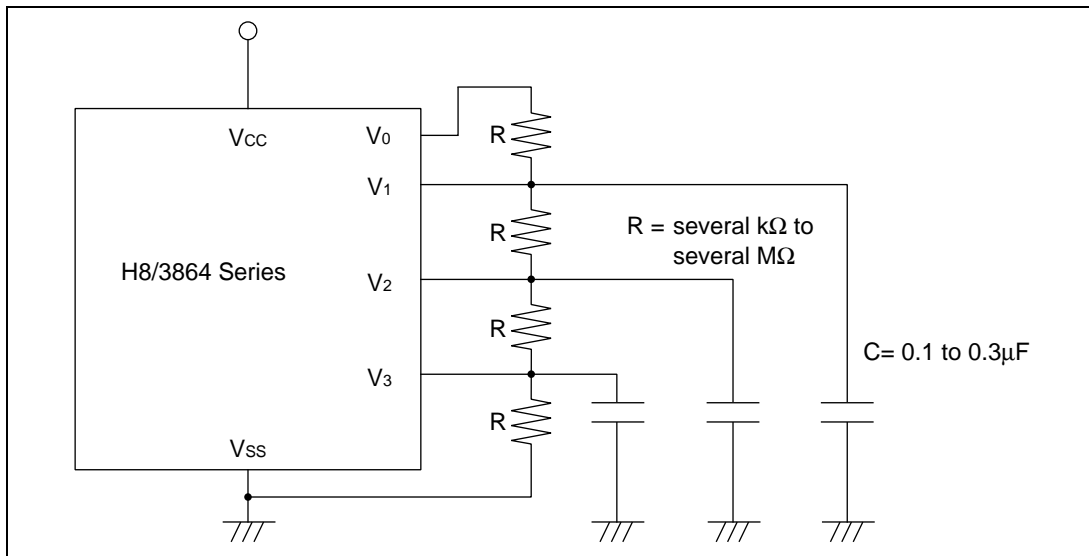 VCC
V0
R
V1
R
R = several kΩ to
several MΩ
H8/3864 Series
V2
R
C= 0.1 to 0.3μF
V3
R
VSS